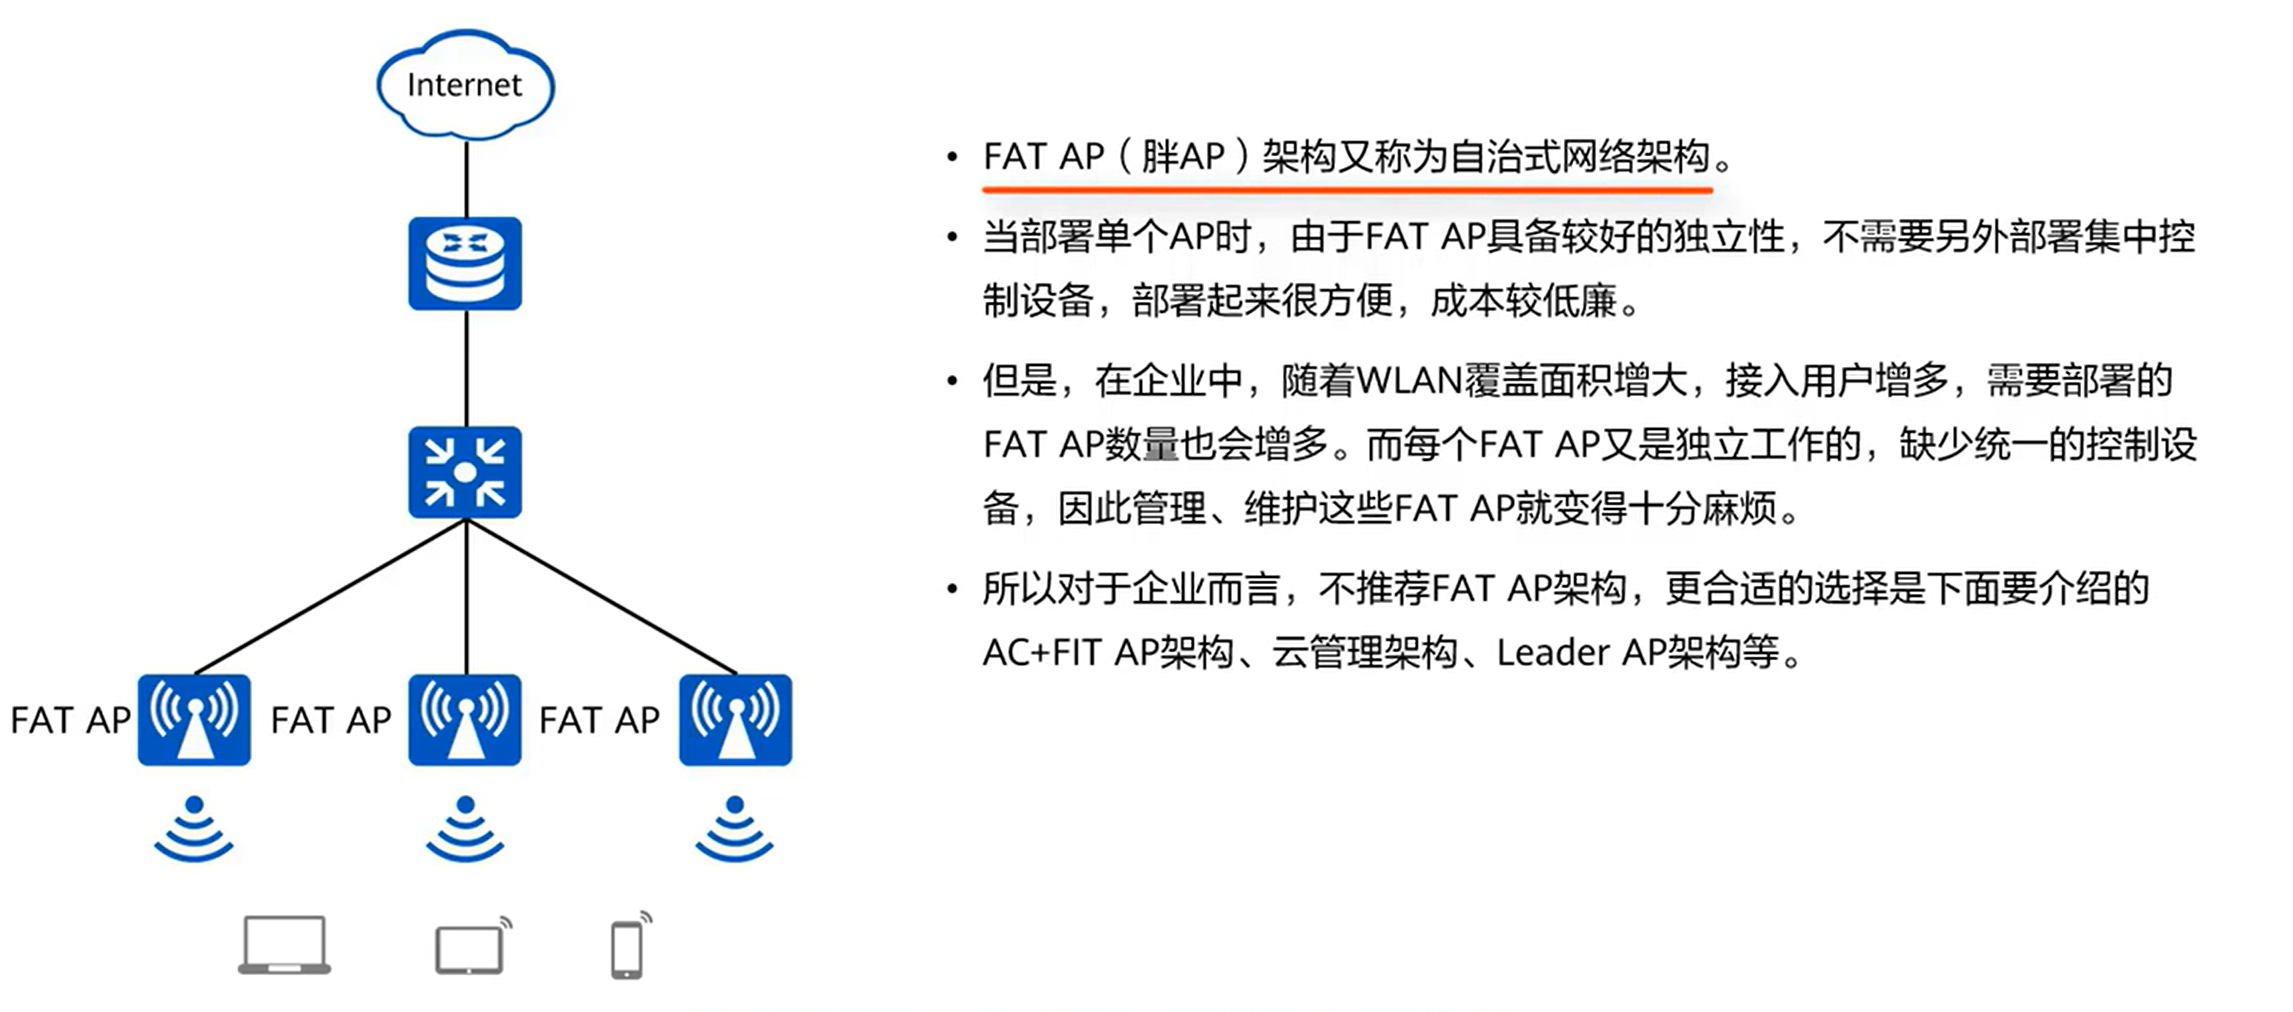 Internet
FAT AP
FAT AP
FAT AP
• FAT AP（胖AP）架构又称为自治式网络架构。
• 当部署单个AP时，由于FAT AP具备较好的独立性，不需要另外部署集中控
制设备，部署起来很方便，成本较低廉。
• 但是，在企业中，随着WLAN覆盖面积增大，接入用户增多，需要部署的
FAT AP数量也会增多。而每个FAT AP又是独立工作的，缺少统一的控制设
备，因此管理、维护这些FAT AP就变得十分麻烦。
• 所以对于企业而言，不推荐FAT AP架构，更合适的选择是下面要介绍的
AC+FIT AP架构、云管理架构、Leader AP架构等。